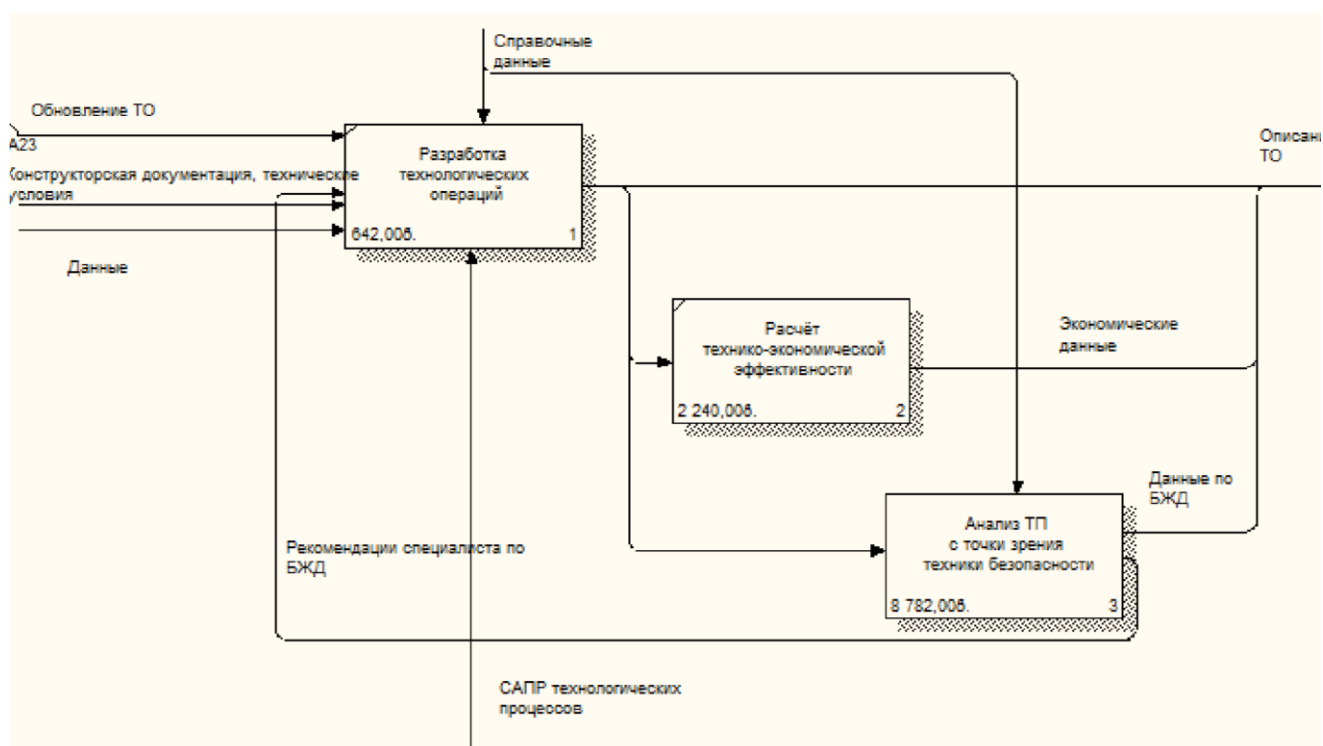 Справочные
данные
Обновление ТО
A23
Конструкторская документация, технические
условия
Данные
Разработка
технологических
операций
642,00б.
1
Описани
ТО
Расчёт
технико-экономической
эффективности
2 240,00б.
2
Экономические
данные
Анализ ТП
с точки зрения
техники безопасности
8 782,00б.
3
Данные по
БЖД
Рекомендации специалиста по
БЖД
САПР технологических
процессов